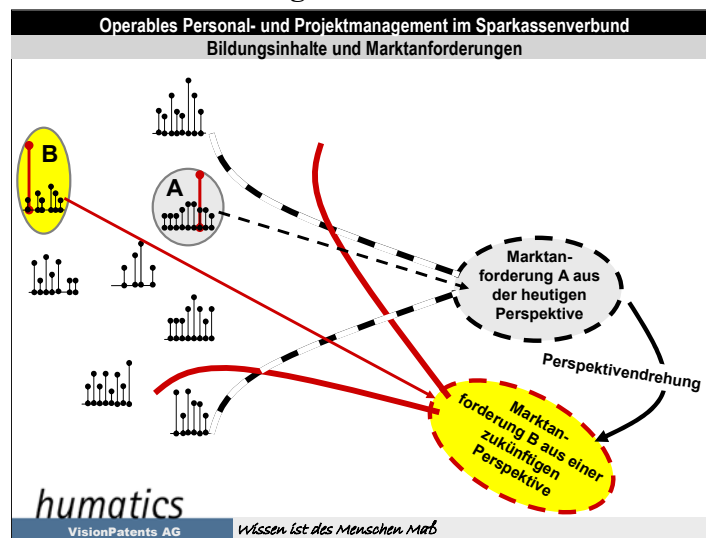 Operables Personal- und Projektmanagement im Sparkassenverbund
Bildungsinhalte und Marktanforderungen
B
A
Marktan-
forderung A aus
der heutigen
Perspektive
Perspektivendrehung
Marktan-
forderung B aus einer
zukünftigen
Perspektive
humatics
VisionPatents AG
Wissen ist des Menschen Maß